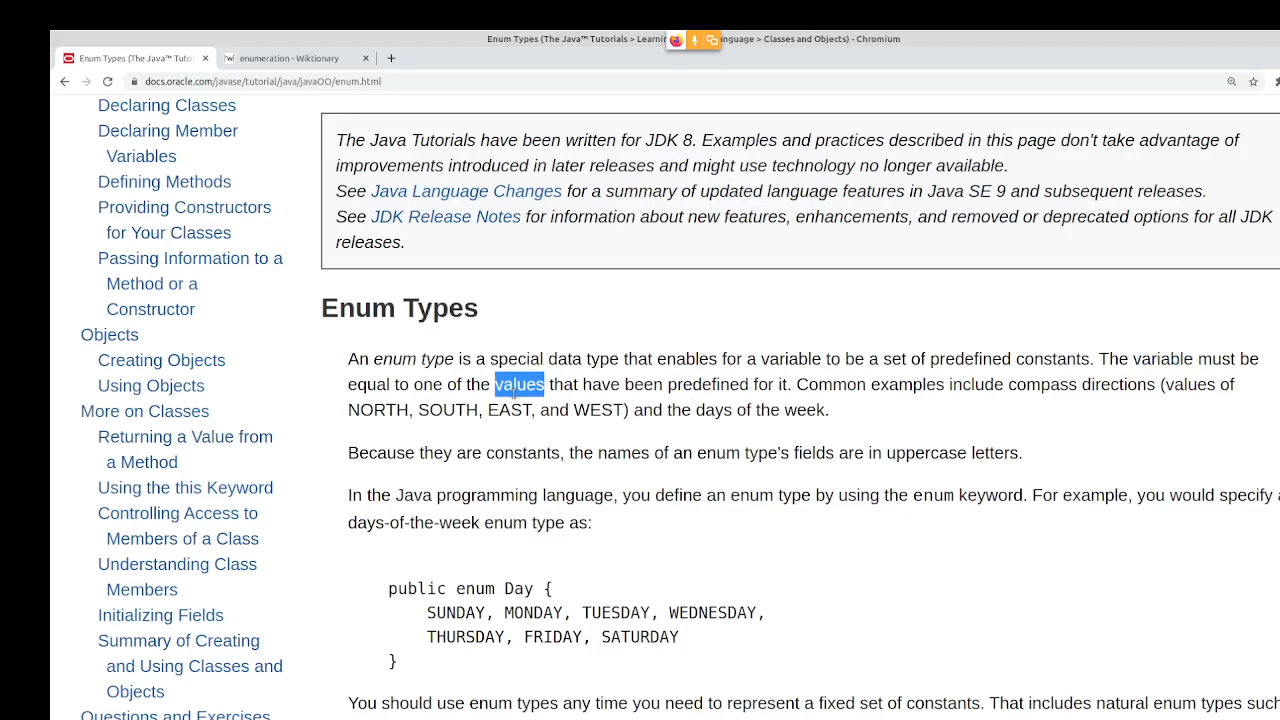 Enum Types (The Java™ Tutorials > Learnin nguage > Classes and Objects) - Chromium
Enum Types (The Java™ Tuto
enumeration - Wiktionary
docs.oracle.com/javase/tutorial/java/javaOO/enum.html
Declaring Classes
Declaring Member
Variables
Defining Methods
Providing Constructors
for Your Classes
Passing Information to a
Method or a
Constructor
Objects
Creating Objects
Using Objects
More on Classes
Returning a Value from
a Method
Using the this Keyword
Controlling Access to
Members of a Class
Understanding Class
Members
Initializing Fields
Summary of Creating
and Using Classes and
Objects
Questions and Exercises
The Java Tutorials have been written for JDK 8. Examples and practices described in this page don't take advantage of
improvements introduced in later releases and might use technology no longer available.
See Java Language Changes for a summary of updated language features in Java SE 9 and subsequent releases.
See JDK Release Notes for information about new features, enhancements, and removed or deprecated options for all JDK
releases.
Enum Types
An enum type is a special data type that enables for a variable to be a set of predefined constants. The variable must be
equal to one of the values that have been predefined for it. Common examples include compass directions (values of
NORTH, SOUTH, EAST, and WEST) and the days of the week.
Because they are constants, the names of an enum type's fields are in uppercase letters.
In the Java programming language, you define an enum type by using the enum keyword. For example, you would specify a
days-of-the-week enum type as:
public enum Day {
SUNDAY, MONDAY, TUESDAY, WEDNESDAY,
THURSDAY, FRIDAY, SATURDAY
}
You should use enum types any time you need to represent a fixed set of constants. That includes natural enum types such